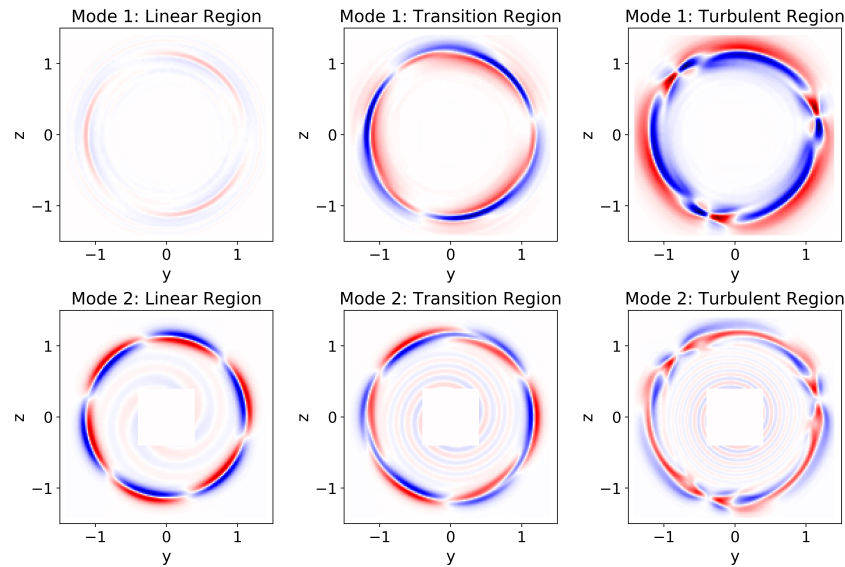 Mode 1: Linear Region Mode 1: Transition Region Mode 1: Turbulent Region
z 1 0 −1 z 1 0 −1 z 1 0 −1
−1 0 1 −1 0 1 −1 0 1
y y y
Mode 2: Linear Region Mode 2: Transition Region Mode 2: Turbulent Region
z 1 0 −1 z 1 0 −1 z 1 0 −1
−1 0 1 −1 0 1 −1 0 1
y y y